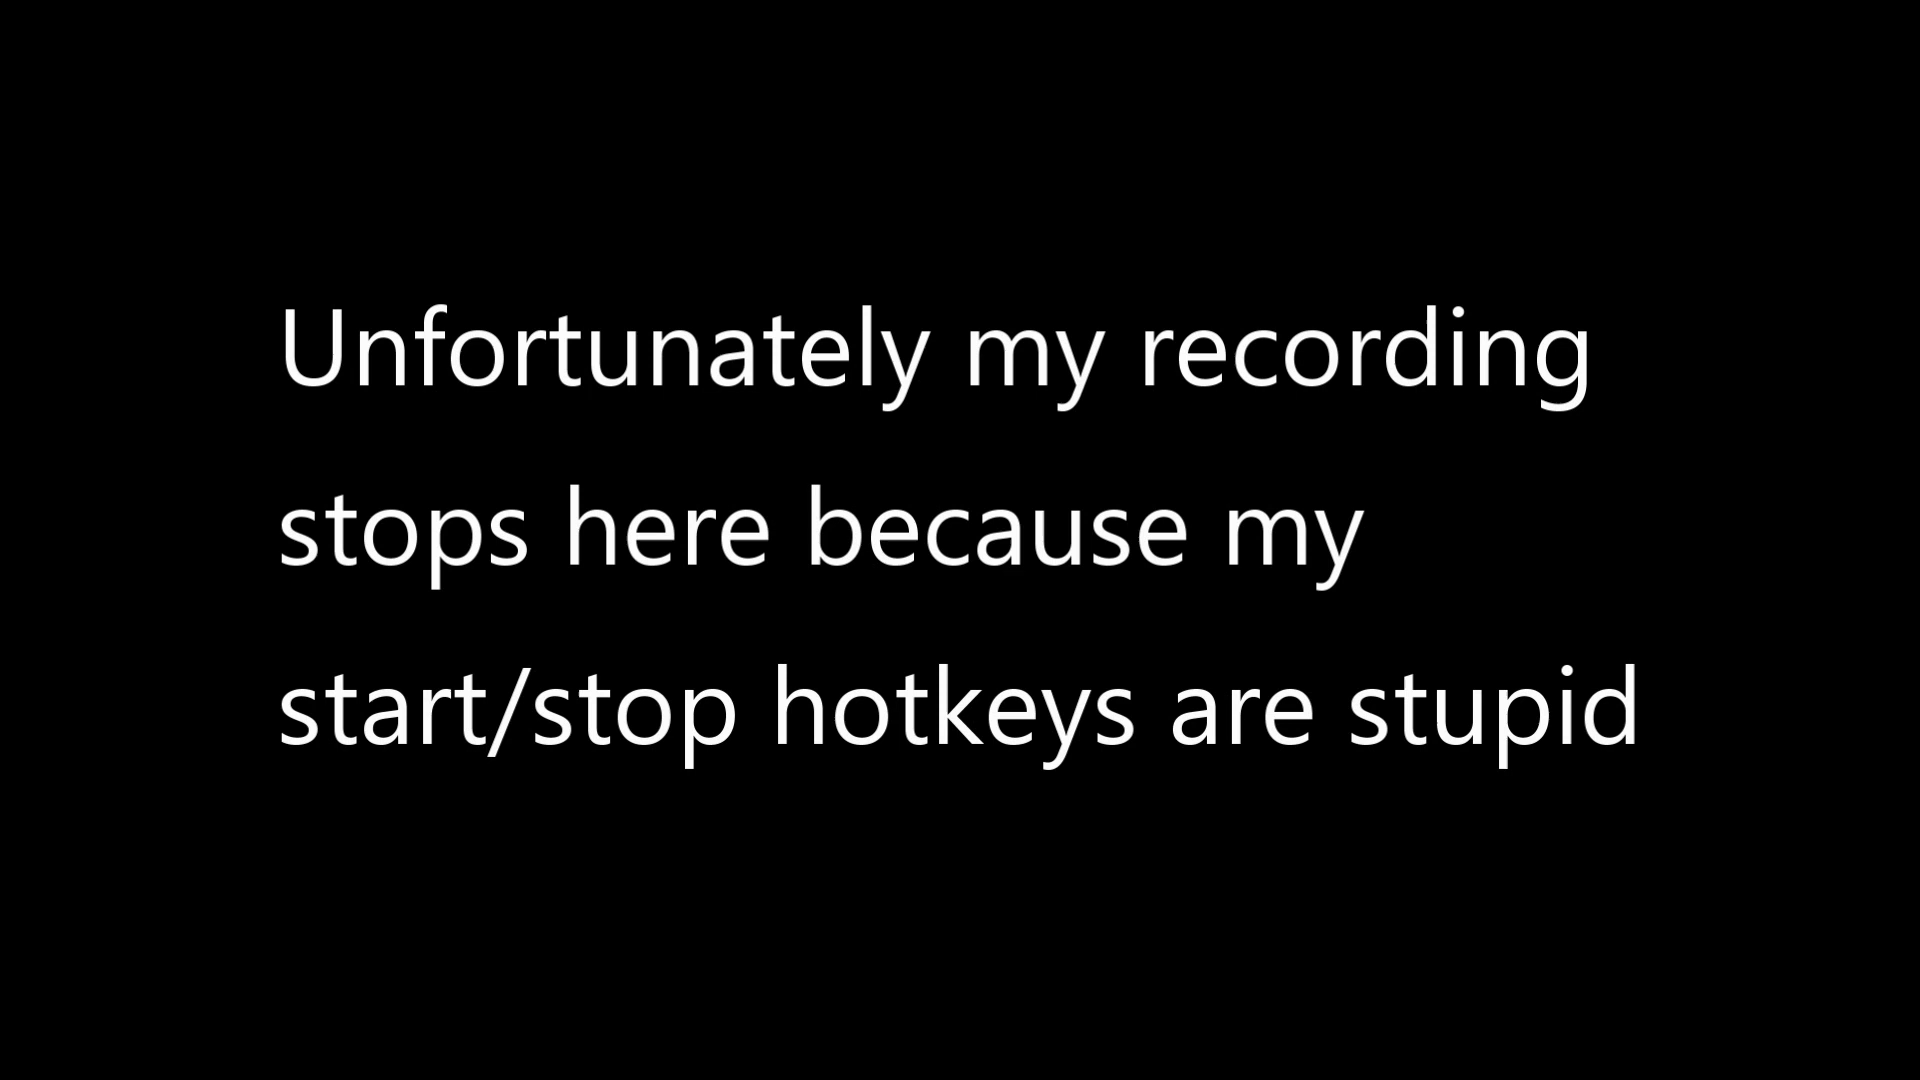 Unfortunately my recording
stops here because my
start/stop hotkeys are stupid